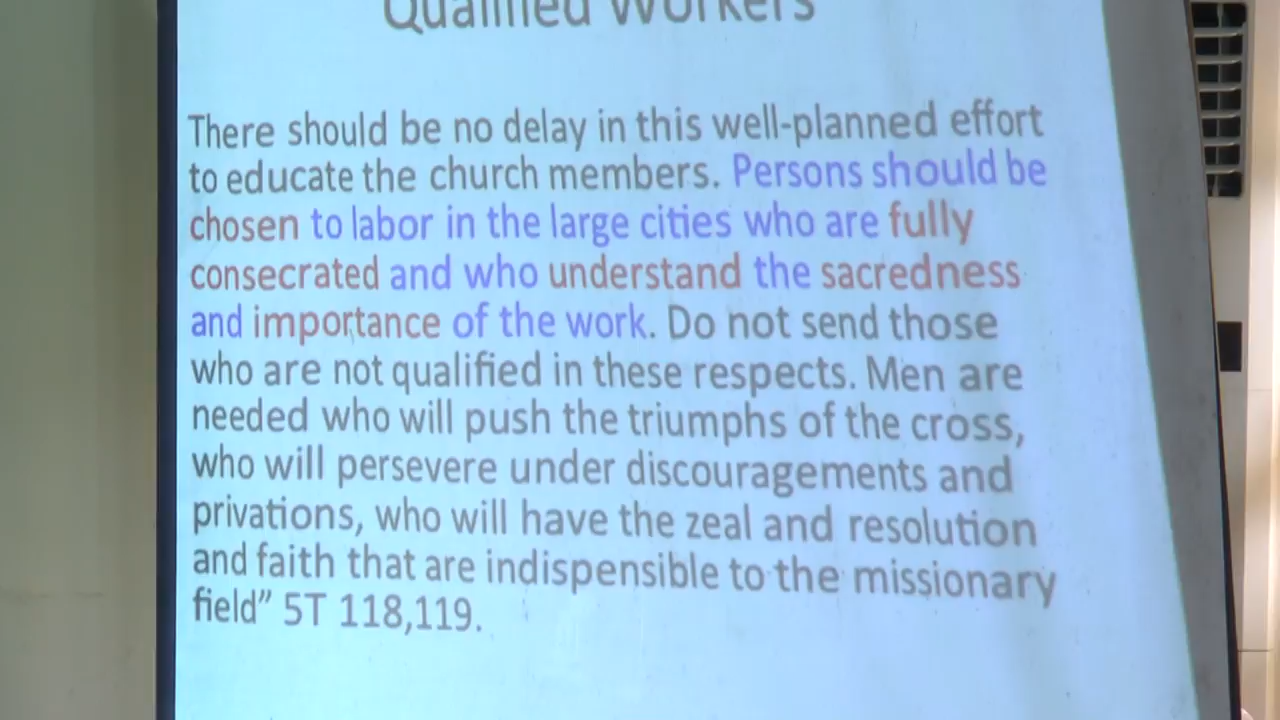 Qualified Workers
There should be no delay in this well-planned effort
to educate the church members. Persons should be
chosen to labor in the large cities who are fully
consecrated and who understand the sacredness
and importance of the work. Do not send those
who are not qualified in these respects. Men are
needed who will push the triumphs of the cross,
who will persevere under discouragements and
privations, who will have the zeal and resolution
and faith that are indispensible to the missionary
field” 5T 118,119.